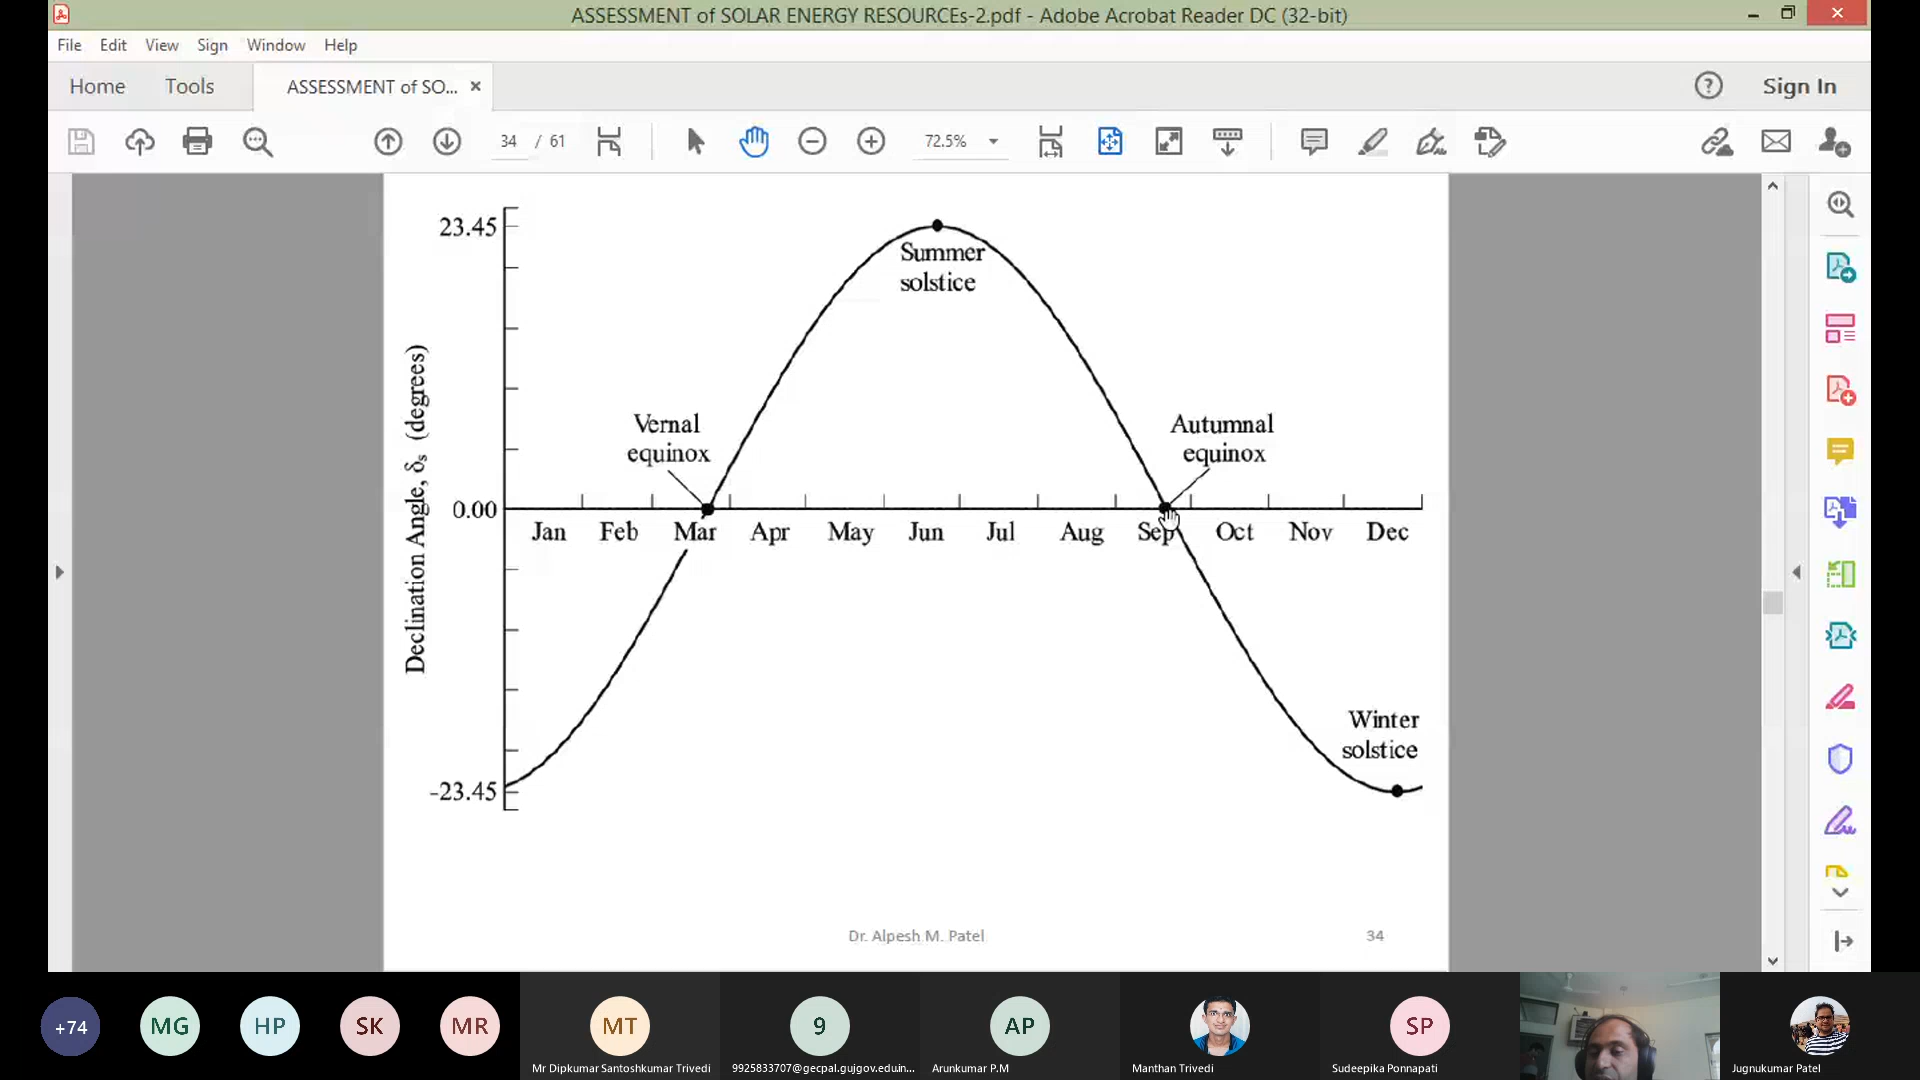 ASSESSMENT of SOLAR ENERGY RESOURCEs-2.pdf - Adobe Acrobat Reader DC (32-bit)
File Edit View Sign Window Help
Home Tools ASSESSMENT of SO... Sign In
34 / 61 72.5%
23.45
Summer
solstice
Vernal
equinox
Autumnal
equinox
Declination Angle, δs (degrees)
0.00
Jan Feb Mar Apr May Jun Jul Aug Sep Oct Nov Dec
Winter
solstice
-23.45
Dr. Alpesh M. Patel 34
+74 MG HP SK MR MT 9 AP SP
Mr Dipkumar Santoshkumar Trivedi 9925833707@gecpal.gujgov.edu.in... Arunkumar P.M Manthan Trivedi Sudeepika Ponnapati Jugnukumar Patel